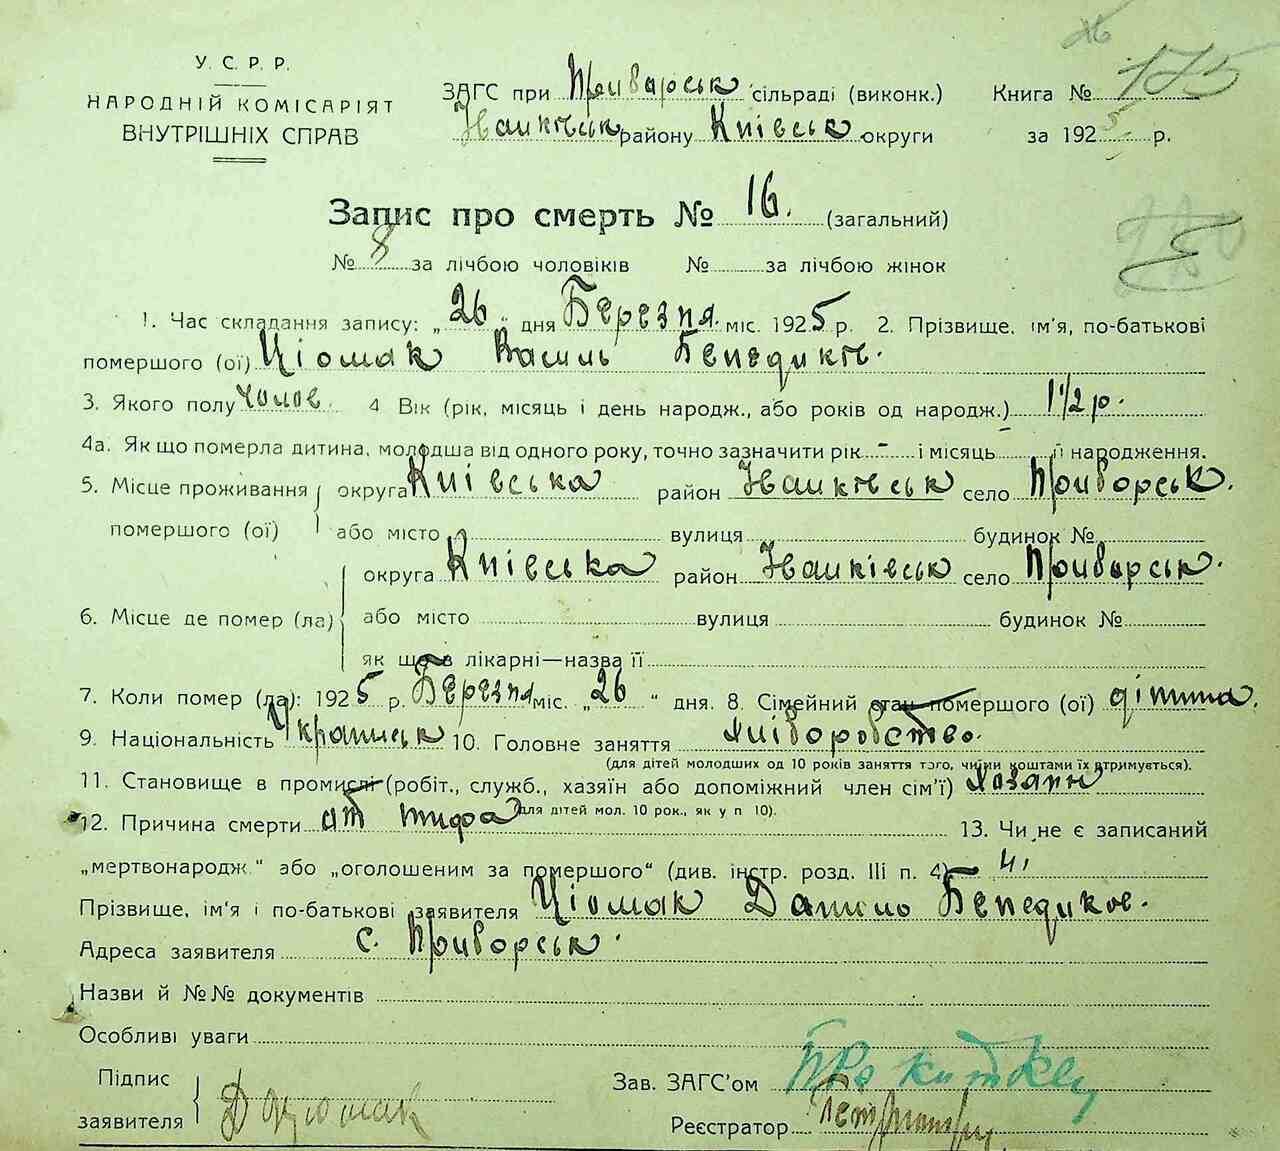 У. С. Р. Р.
НАРОДНІЙ КОМІСАРІЯТ
ВНУТРІШНІХ СПРАВ
ЗАГС при Приборськ сільраді (виконк.)
Іванківськ району Київськ округи
Книга № 175
за 1925 р.
Запис про смерть № 16. (загальний)
№ 8 за лічбою чоловіків № за лічбою жінок
1. Час складання запису: „ 26 " дня Березня міс. 1925 р. 2. Прізвище, ім'я, по-батькові
помершого (ої) Ціомак Василь Бенедикт.
3. Якого полу чолов. 4 Вік (рік, місяць і день народж., або років од народж.) 1 1/2 р.
4а. Як що померла дитина, молодша від одного року, точно зазначити рік - і місяць її народження.
5. Місце проживання помершого (ої) округа Київська район Іванківськ село Приборськ.
або місто вулиця будинок №
6. Місце де помер (ла) округа Київська район Іванківськ село Приборськ.
або місто вулиця будинок №
як що в лікарні—назва її
7. Коли помер (ла): 1925 р. Березня міс. „ 26 " дня. 8. Сімейний стан помершого (ої) дітина.
9. Національність Українськ 10. Головне заняття хліборобство.
(для дітей молодших од 10 років заняття того, чиїми коштами їх утримується).
11. Становище в промислі (робіт., служб., хазяїн або допоміжний член сім'ї) хазяїн
для дітей мол. 10 рок., як у п 10).
12. Причина смерти от тифа 13. Чи не є записаний
„мертвонародж " або „оголошеним за помершого" (див. інстр. розд. III п. 4)
Прізвище, ім'я і по-батькові заявителя Ціомак Данило Бенедиков.
Адреса заявителя с. Приборськ.
Назви й №№ документів
Особливі уваги
Підпис заявителя
Зав. ЗАГС'ом
Реєстратор